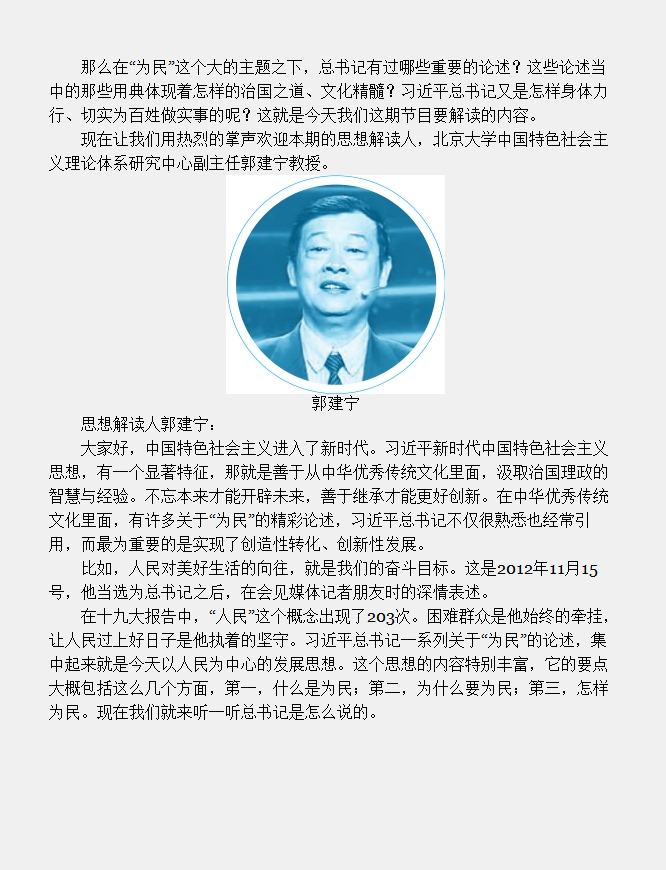 那么在“为民”这个大的主题之下，总书记有过哪些重要的论述？这些论述当
中的那些用典体现着怎样的治国之道、文化精髓？习近平总书记又是怎样身体力
行、切实为百姓做实事的呢？这就是今天我们这期节目要解读的内容。
现在让我们用热烈的掌声欢迎本期的思想解读人，北京大学中国特色社会主
义理论体系研究中心副主任郭建宁教授。
郭建宁
思想解读人郭建宁：
大家好，中国特色社会主义进入了新时代。习近平新时代中国特色社会主义
思想，有一个显著特征，那就是善于从中华优秀传统文化里面，汲取治国理政的
智慧与经验。不忘本来才能开辟未来，善于继承才能更好创新。在中华优秀传统
文化里面，有许多关于“为民”的精彩论述，习近平总书记不仅很熟悉也经常引
用，而最为重要的是实现了创造性转化、创新性发展。
比如，人民对美好生活的向往，就是我们的奋斗目标。这是2012年11月15
号，他当选为总书记之后，在会见媒体记者朋友时的深情表述。
在十九大报告中，“人民”这个概念出现了203次。困难群众是他始终的牵挂，
让人民过上好日子是他执着的坚守。习近平总书记一系列关于“为民”的论述，集
中起来就是今天以人民为中心的发展思想。这个思想的内容特别丰富，它的要点
大概包括这么几个方面，第一，什么是为民；第二，为什么要为民；第三，怎样
为民。现在我们就来听一听总书记是怎么说的。